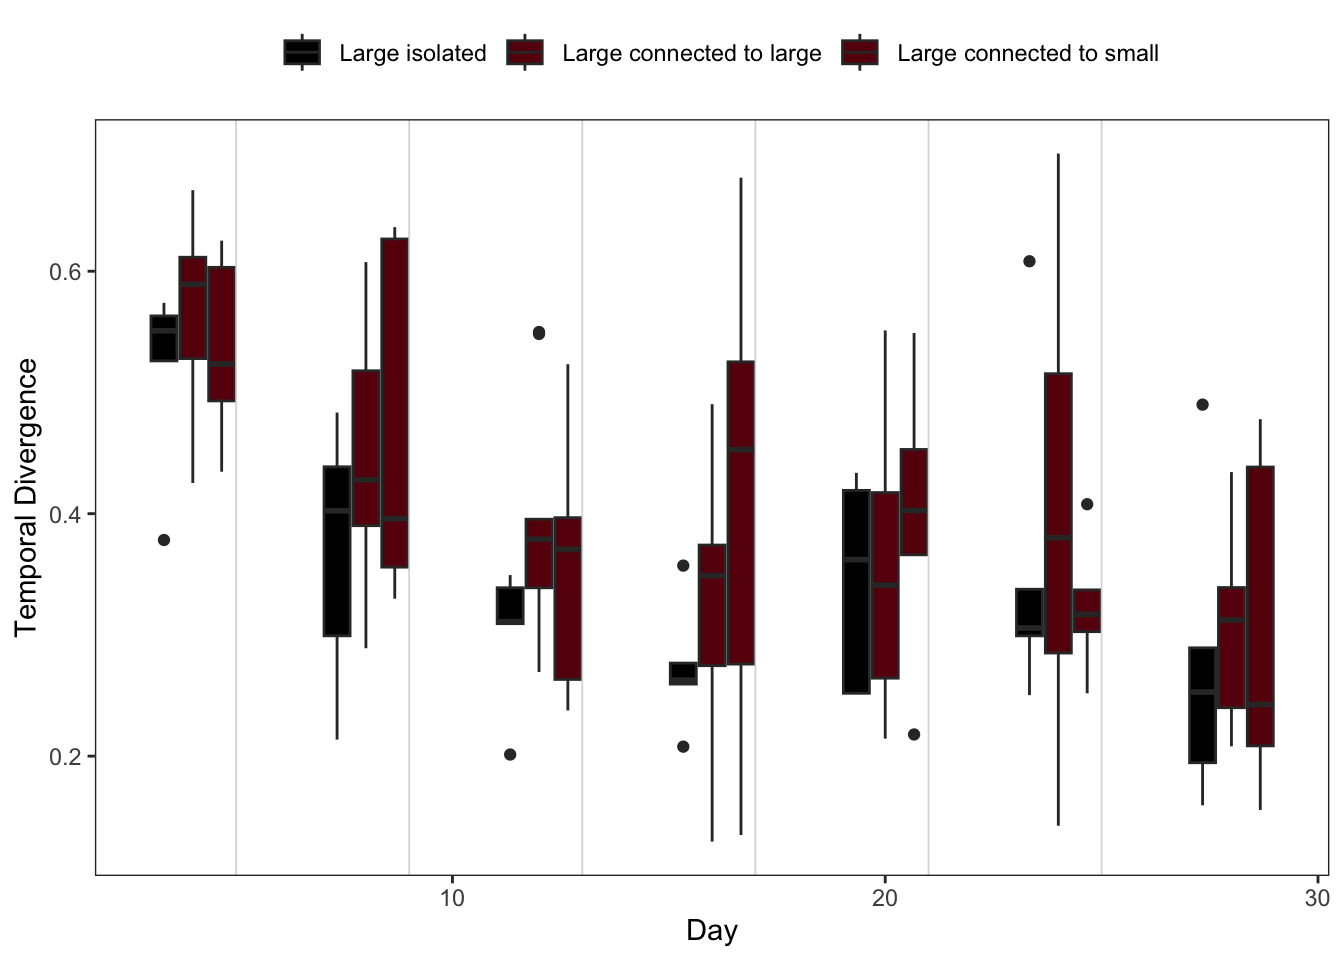 Large isolated Large connected to large Large connected to small
Temporal Divergence
0.6
0.4
0.2
10 20 30
Day